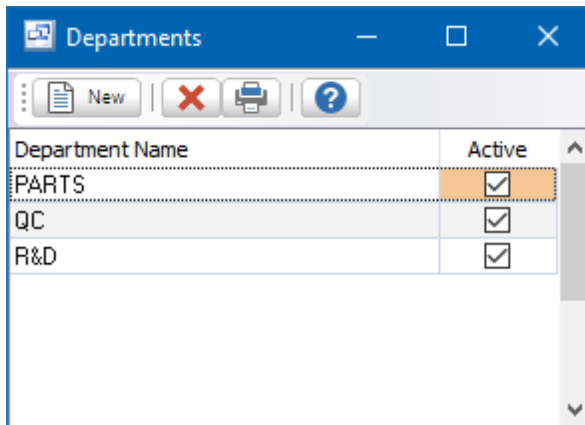 Departments
New
Department Name Active
PARTS
QC
R&D